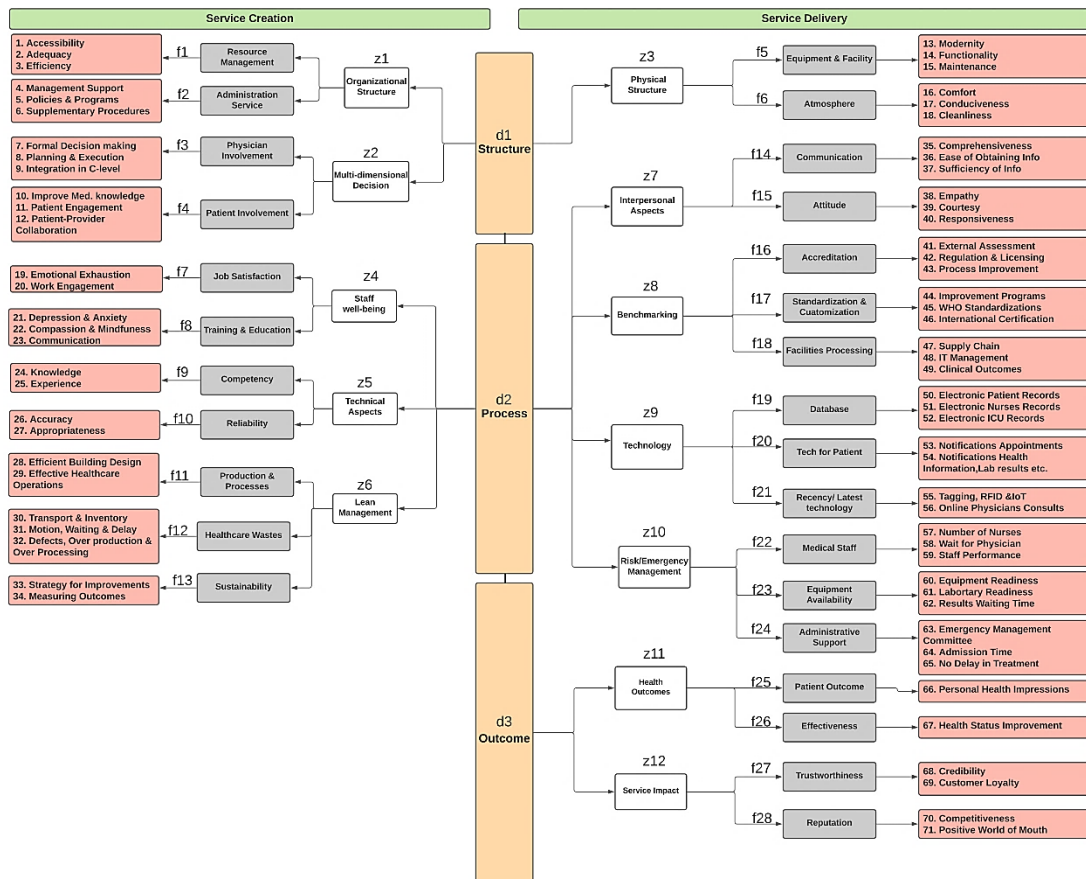 Service Creation
Service Delivery
1. Accessibility
2. Adequacy
3. Efficiency
f1
Resource
Management
z1
Organizational
Structure
4. Management Support
5. Policies & Programs
6. Supplementary Procedures
f2
Administration
Service
7. Formal Decision making
8. Planning & Execution
9. Integration in C-level
f3
Physician
Involvement
z2
Multi-dimensional
Decision
10. Improve Med. knowledge
11. Patient Engagement
12. Patient-Provider
Collaboration
f4
Patient Involvement
d1
Structure
z3
Physical
Structure
f5
Equipment & Facility
13. Modernity
14. Functionality
15. Maintenance
f6
Atmosphere
16. Comfort
17. Conduciveness
18. Cleanliness
19. Emotional Exhaustion
20. Work Engagement
f7
Job Satisfaction
z4
Staff
well-being
21. Depression & Anxiety
22. Compassion & Mindfuness
23. Communication
f8
Training & Education
24. Knowledge
25. Experience
f9
Competency
z5
Technical
Aspects
26. Accuracy
27. Appropriateness
f10
Reliability
28. Efficient Building Design
29. Effective Healthcare
Operations
f11
Production &
Processes
z6
Lean
Management
30. Transport & Inventory
31. Motion, Waiting & Delay
32. Defects, Over production &
Over Processing
f12
Healthcare Wastes
33. Strategy for Improvements
34. Measuring Outcomes
f13
Sustainability
d2
Process
z7
Interpersonal
Aspects
f14
Communication
35. Comprehensiveness
36. Ease of Obtaining Info
37. Sufficiency of Info
f15
Attitude
38. Empathy
39. Courtesy
40. Responsiveness
z8
Benchmarking
f16
Accreditation
41. External Assessment
42. Regulation & Licensing
43. Process Improvement
f17
Standardization &
Cuatomization
44. Improvement Programs
45. WHO Standardizations
46. International Certification
f18
Facilities Processing
47. Supply Chain
48. IT Management
49. Clinical Outcomes
z9
Technology
f19
Database
50. Electronic Patient Records
51. Electronic Nurses Records
52. Electronic ICU Records
f20
Tech for Patient
53. Notifications Appointments
54. Notifications Health
Information,Lab results etc.
f21
Recency/ Latest
technology
55. Tagging, RFID &IoT
56. Online Physicians Consults
z10
Risk/Emergency
Management
f22
Medical Staff
57. Number of Nurses
58. Wait for Physician
59. Staff Performance
f23
Equipment
Availability
60. Equipment Readiness
61. Labortary Readiness
62. Results Waiting Time
f24
Administrative
Support
63. Emergency Management
Committee
64. Admission Time
65. No Delay in Treatment
d3
Outcome
z11
Health
Outcomes
f25
Patient Outcome
66. Personal Health Impressions
f26
Effectiveness
67. Health Status Improvement
z12
Service Impact
f27
Trustworthiness
68. Credibility
69. Customer Loyalty
f28
Reputation
70. Competitiveness
71. Positive World of Mouth